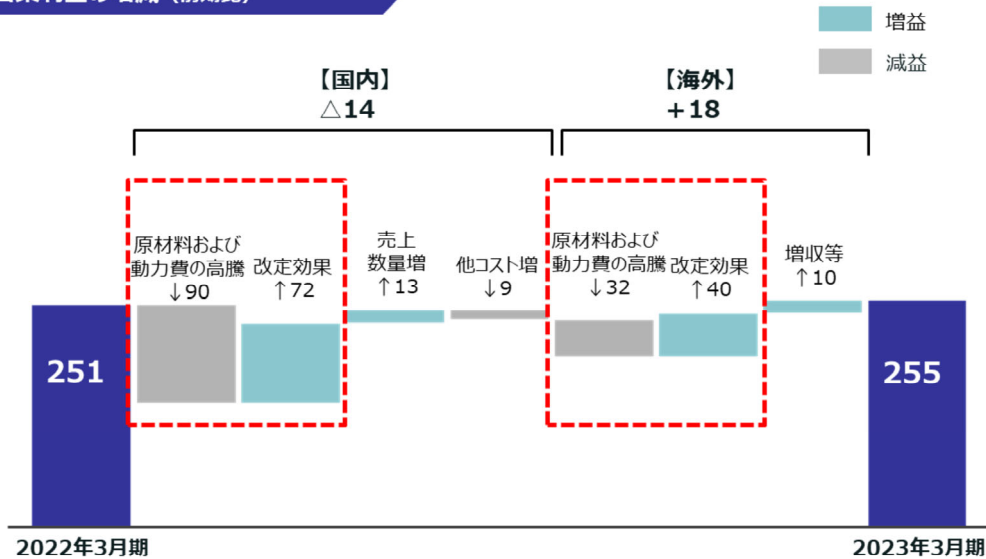 増益
減益
【国内】
△14
【海外】
+18
原材料および
動力費の高騰
↓90
改定効果
↑72
売上
数量増
↑13
他コスト増
↓9
原材料および
動力費の高騰
↓32
改定効果
↑40
増収等
↑10
251
255
2022年3月期
2023年3月期